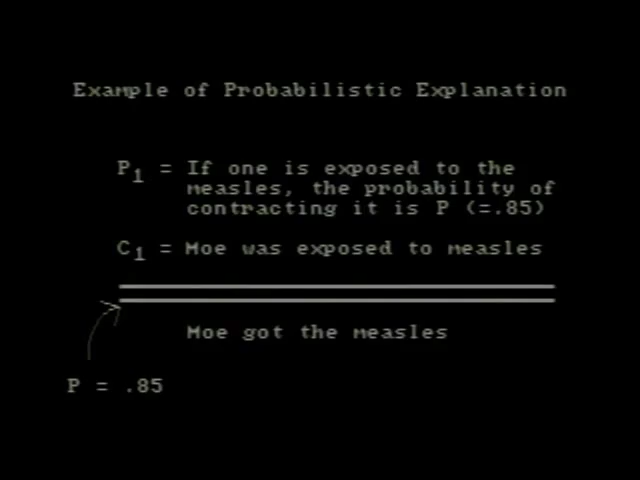 Example of Probabilistic Explanation
P1 = If one is exposed to the
measles, the probability of
contracting it is P (=.85)
C1 = Moe was exposed to measles
Moe got the measles
P = .85